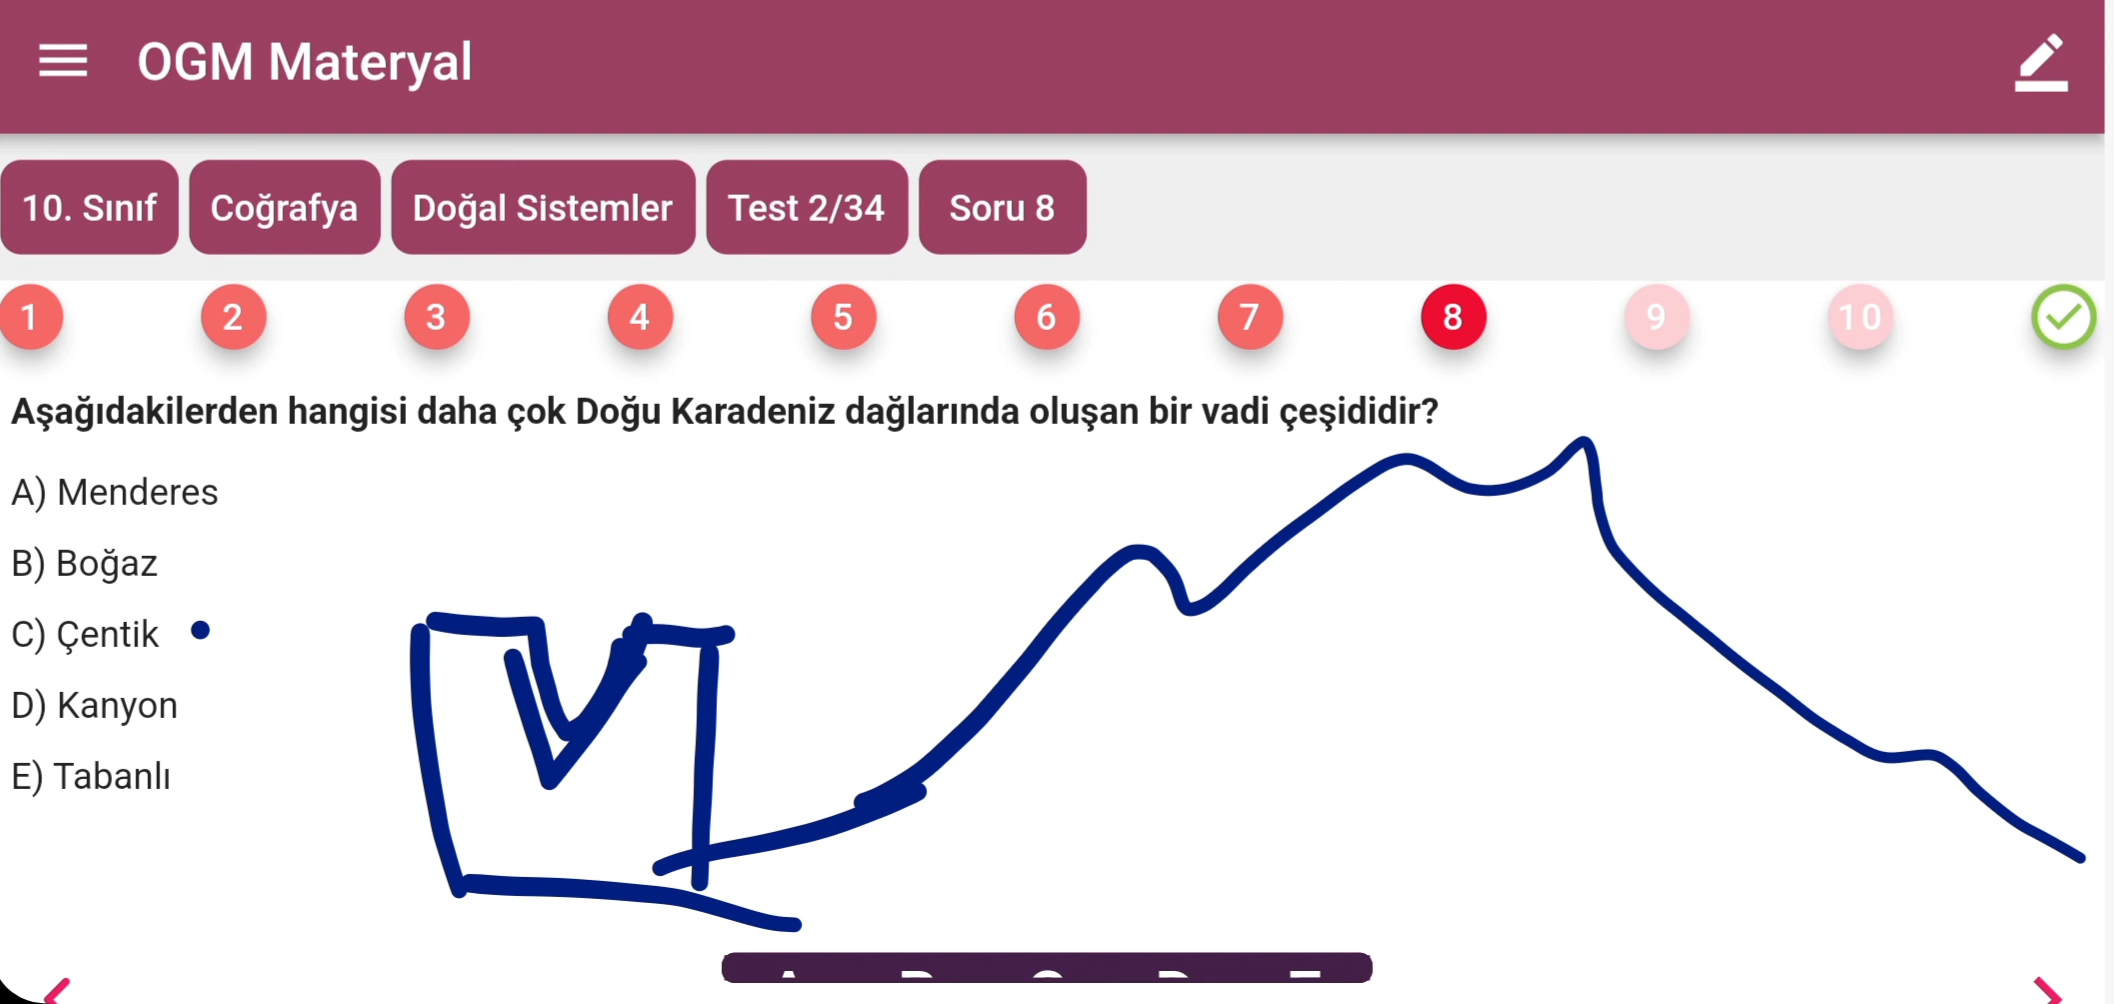 OGM Materyal
10. Sınıf Coğrafya Doğal Sistemler Test 2/34 Soru 8
1 2 3 4 5 6 7 8 9 10
Aşağıdakilerden hangisi daha çok Doğu Karadeniz dağlarında oluşan bir vadi çeşididir?
A) Menderes
B) Boğaz
C) Çentik
D) Kanyon
E) Tabanlı